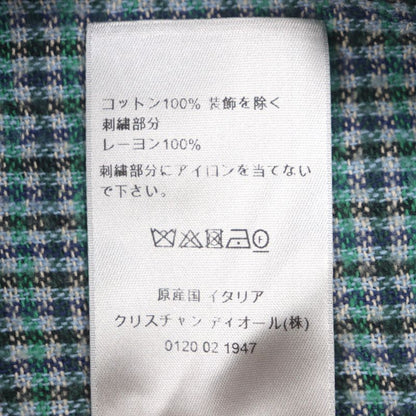 コットン100% 装飾を除く
刺繍部分
レーヨン100%
刺繍部分にアイロンを当てない
で下さい。
原産国 イタリア
クリスチャン ディオール(株)
0120 02 1947